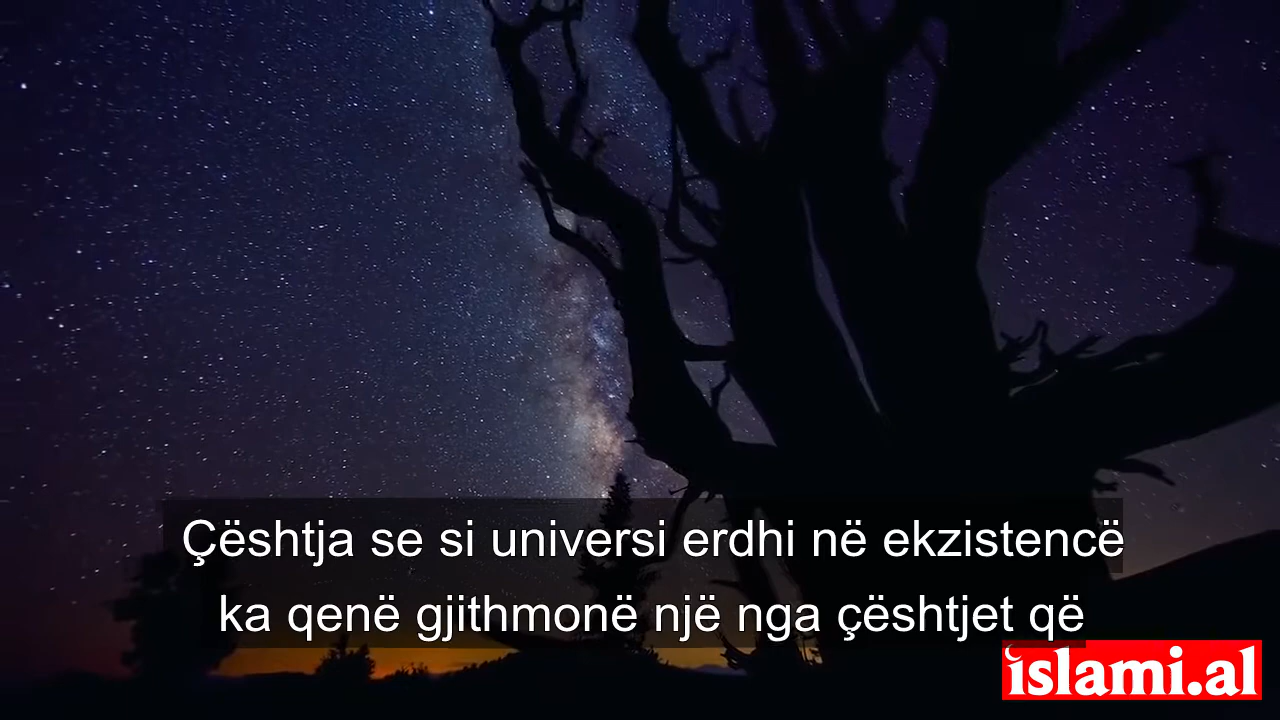 Çështja se si universi erdhi në ekzistencë
ka qenë gjithmonë një nga çështjet që
islami.al